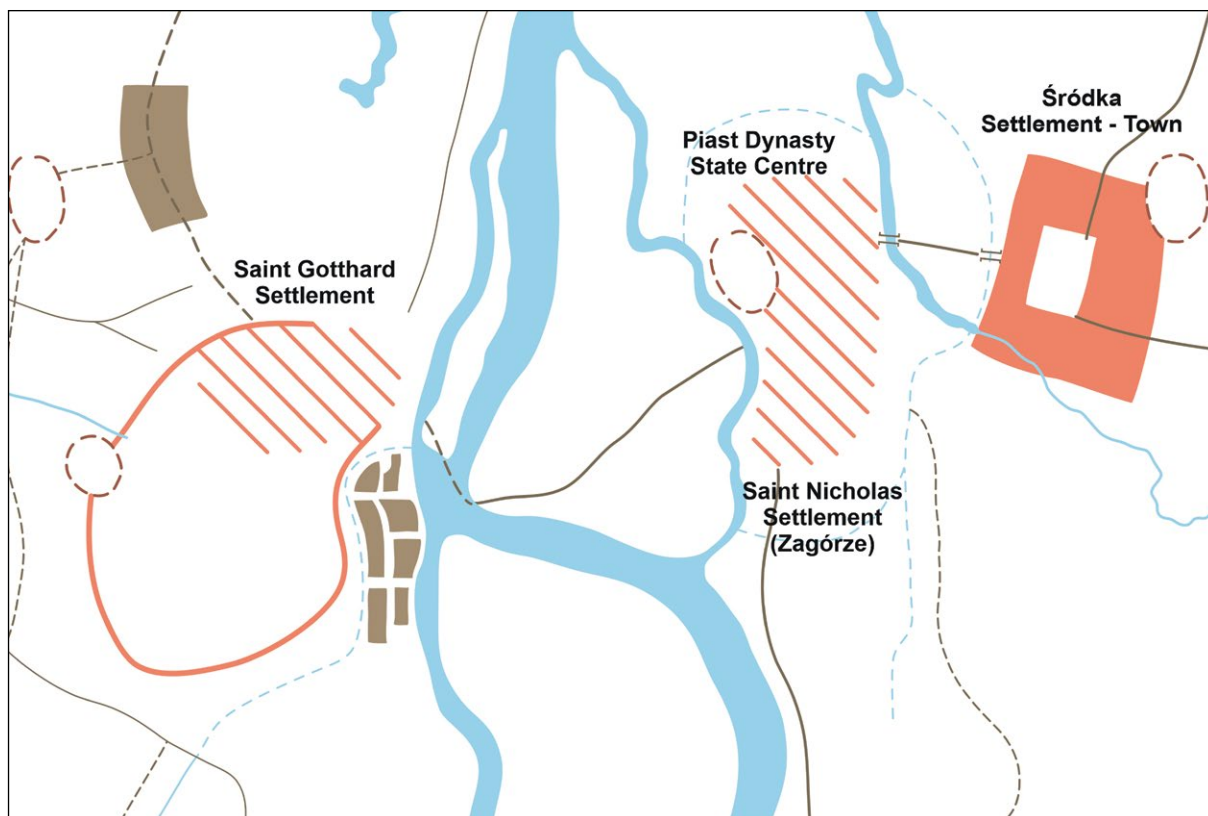 Śródka
Settlement - Town
Piast Dynasty
State Centre
Saint Gotthard
Settlement
Saint Nicholas
Settlement
(Zagórze)